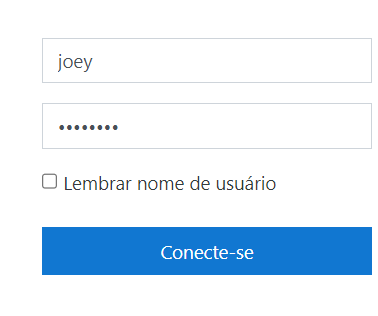 joey
••••••••
Lembrar nome de usuário
Conecte-se